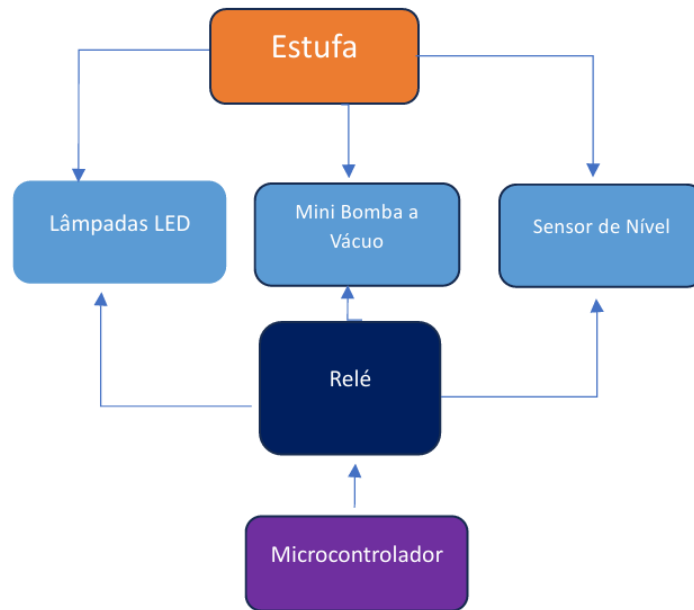 Estufa
Lâmpadas LED
Mini Bomba a
Vácuo
Sensor de Nível
Relé
Microcontrolador